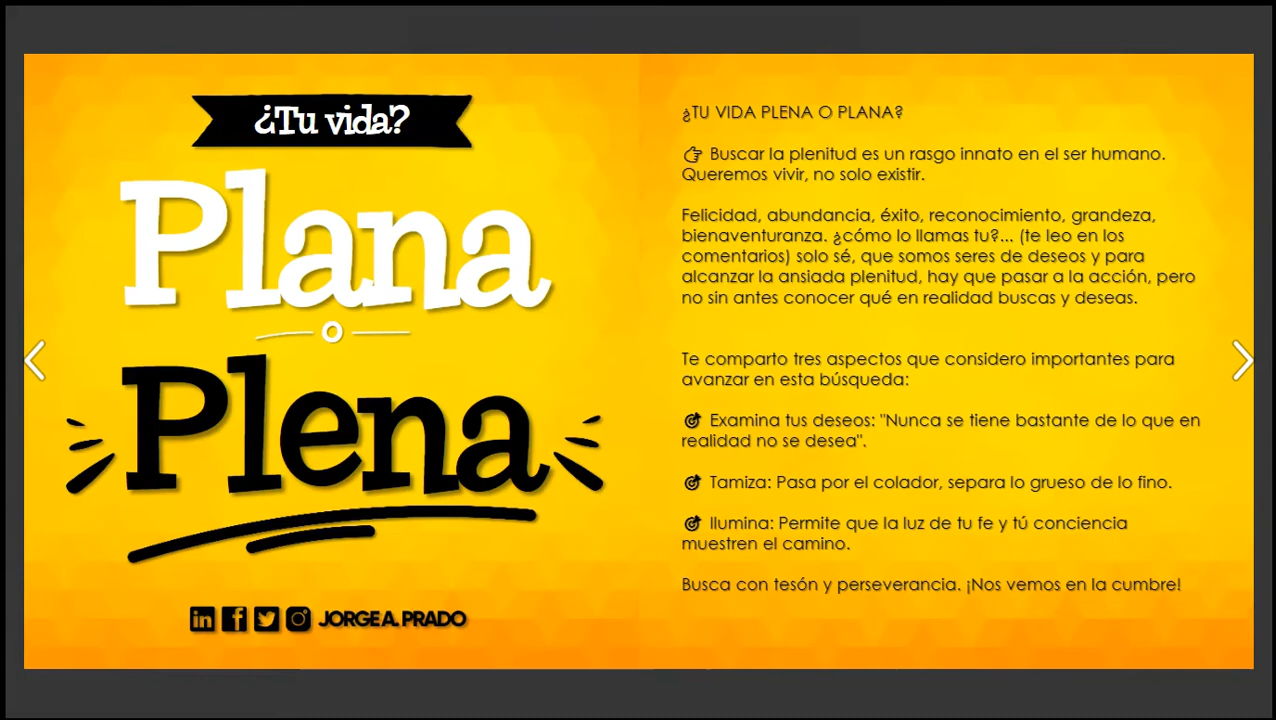 ¿Tu vida?
Plana
o
Plena
in f JORGE A. PRADO
¿TU VIDA PLENA O PLANA?
Buscar la plenitud es un rasgo innato en el ser humano.
Queremos vivir, no solo existir.
Felicidad, abundancia, éxito, reconocimiento, grandeza,
bienaventuranza. ¿cómo lo llamas tu?... (te leo en los
comentarios) solo sé, que somos seres de deseos y para
alcanzar la ansiada plenitud, hay que pasar a la acción, pero
no sin antes conocer qué en realidad buscas y deseas.
Te comparto tres aspectos que considero importantes para
avanzar en esta búsqueda:
Examina tus deseos: "Nunca se tiene bastante de lo que en
realidad no se desea".
Tamiza: Pasa por el colador, separa lo grueso de lo fino.
Ilumina: Permite que la luz de tu fe y tú conciencia
muestren el camino.
Busca con tesón y perseverancia. ¡Nos vemos en la cumbre!